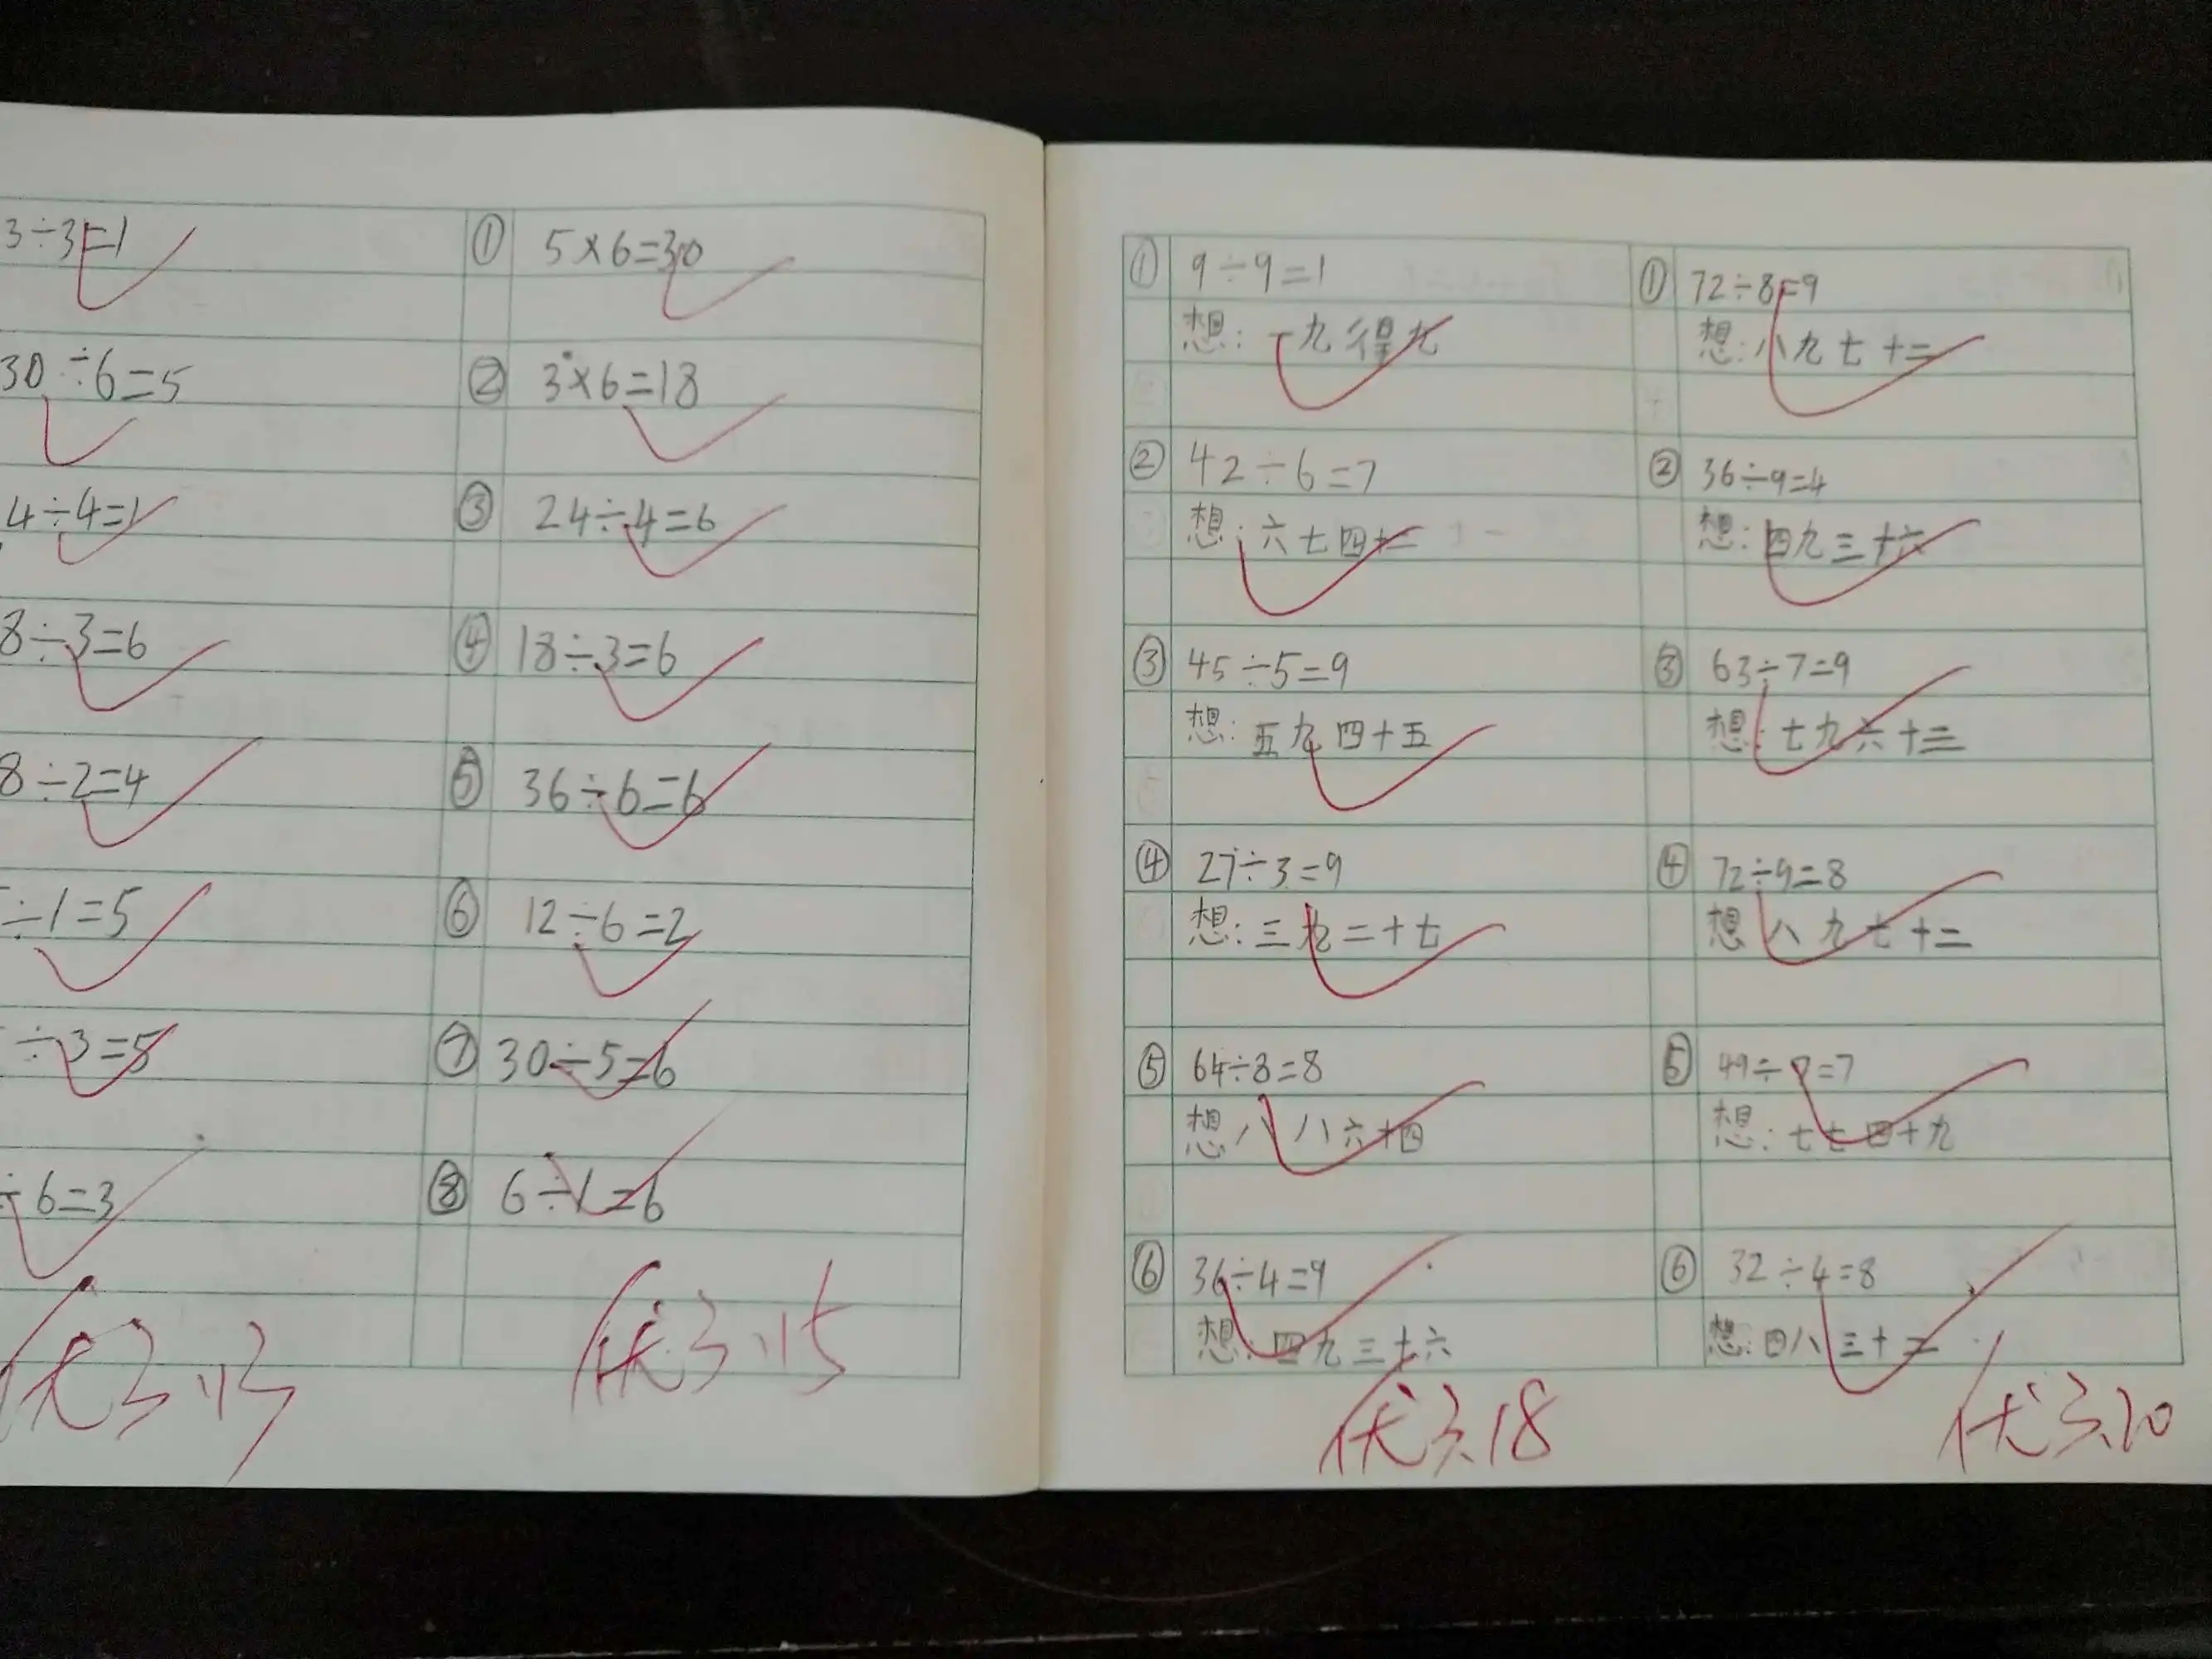 3÷3=1
30÷6=5
4÷4=1
8÷3=6
8÷2=4
÷1=5
÷3=5
÷6=3
优3.13
① 5×6=30
② 3×6=18
③ 24÷4=6
④ 18÷3=6
⑤ 36÷6=6
⑥ 12÷6=2
⑦ 30÷5=6
⑧ 6÷1=6
优3.15
① 9÷9=1
想:一九得九
② 42÷6=7
想:六七四十二
③ 45÷5=9
想:五九四十五
④ 27÷3=9
想:三九二十七
⑤ 64÷8=8
想八八六十四
⑥ 36÷4=9
想:四九三十六
优3.18
① 72÷8=9
想:八九七十二
② 36÷9=4
想:四九三十六
③ 63÷7=9
想:七九六十三
④ 72÷9=8
想八九七十二
⑤ 49÷7=7
想:七七四十九
⑥ 32÷4=8
想:四八三十二
优3.20